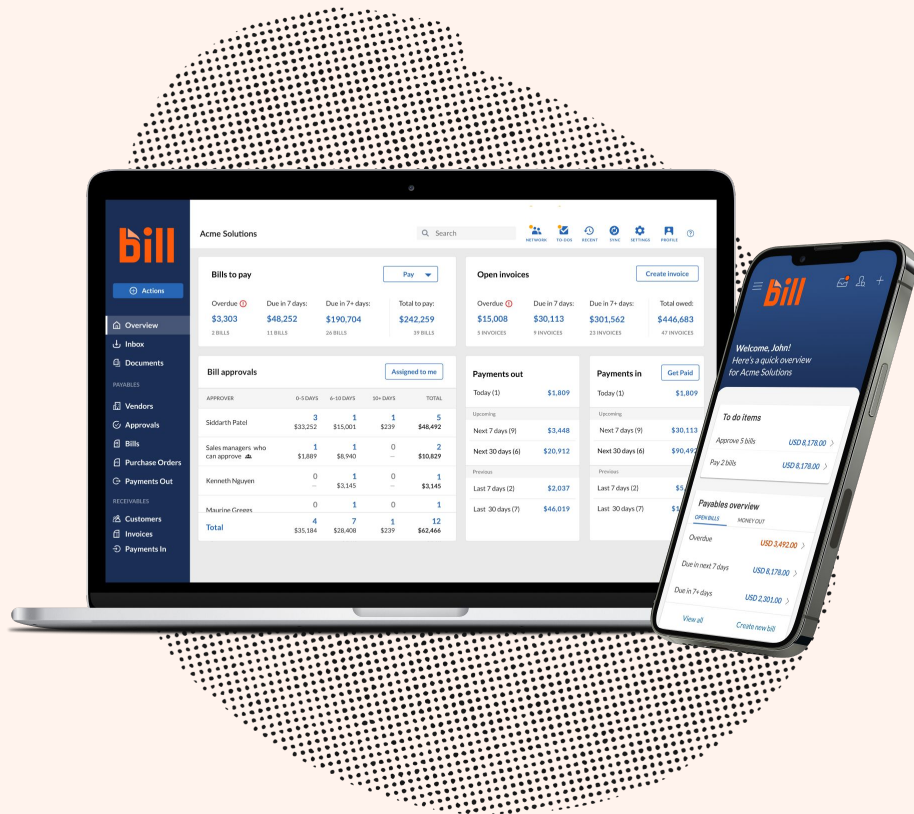 bill
Actions
Overview
Inbox
Documents
PAYABLES
Vendors
Approvals
Bills
Purchase Orders
Payments Out
RECEIVABLES
Customers
Invoices
Payments In
Acme Solutions
Search
NETWORK TO-DOS RECENT SYNC SETTINGS PROFILE ?
Bills to pay
Pay
Overdue Due in 7 days: Due in 7+ days: Total to pay:
$3,303 $48,252 $190,704 $242,259
2 BILLS 11 BILLS 26 BILLS 39 BILLS
Open invoices
Create invoice
Overdue Due in 7 days: Due in 7+ days: Total owed:
$15,008 $30,113 $301,562 $446,683
5 INVOICES 9 INVOICES 23 INVOICES 47 INVOICES
Bill approvals
Assigned to me
APPROVER 0-5 DAYS 6-10 DAYS 10+ DAYS TOTAL
Siddarth Patel 3 1 1 5
$33,252 $15,001 $239 $48,492
Sales managers who 1 1 0 2
can approve $1,889 $8,940 – $10,829
Kenneth Nguyen 0 1 0 1
– $3,145 – $3,145
Maurine Greges 0 1 0 1
Total 4 7 1 12
$35,184 $28,408 $239 $62,466
Payments out
Today (1) $1,809
Upcoming
Next 7 days (9) $3,448
Next 30 days (6) $20,912
Previous
Last 7 days (2) $2,037
Last 30 days (7) $46,019
Payments in
Get Paid
Today (1) $1,809
Upcoming
Next 7 days (9) $30,113
Next 30 days (6)
Previous
Last 7 days (2)
Last 30 days (7)
bill
Welcome, John!
Here's a quick overview
for Acme Solutions
To do items
Approve 5 bills USD 8,178.00
Pay 2 bills USD 8,178.00
Payables overview
OPEN BILLS MONEY OUT
Overdue USD 3,492.00
Due in next 7 days USD 8,178.00
Due in 7+ days USD 2,301.00
View all Create new bill